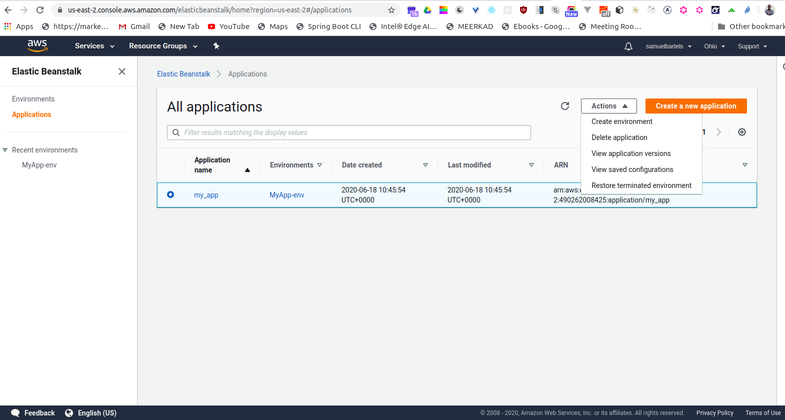 us-east-2.console.aws.amazon.com/elasticbeanstalk/home?region=us-east-2#/applications
Apps https://marke... Gmail New Tab YouTube Maps Spring Boot CLI Intel® Edge AI... MEERKAD Ebooks - Goog... Meeting Roo... Other bookmark
aws Services Resource Groups samuelbartels Ohio Support
Elastic Beanstalk
Environments
Applications
Recent environments
MyApp-env
Elastic Beanstalk > Applications
All applications
Actions
Create a new application
Create environment
Delete application
View application versions
View saved configurations
Restore terminated environment
Filter results matching the display values
1
Application name Environments Date created Last modified ARN
my_app MyApp-env 2020-06-18 10:45:54 2020-06-18 10:45:54 arn:aws:
UTC+0000 UTC+0000 2:490262008425:application/my_app
Feedback English (US) © 2008 - 2020, Amazon Web Services, Inc. or its affiliates. All rights reserved. Privacy Policy Terms of Use